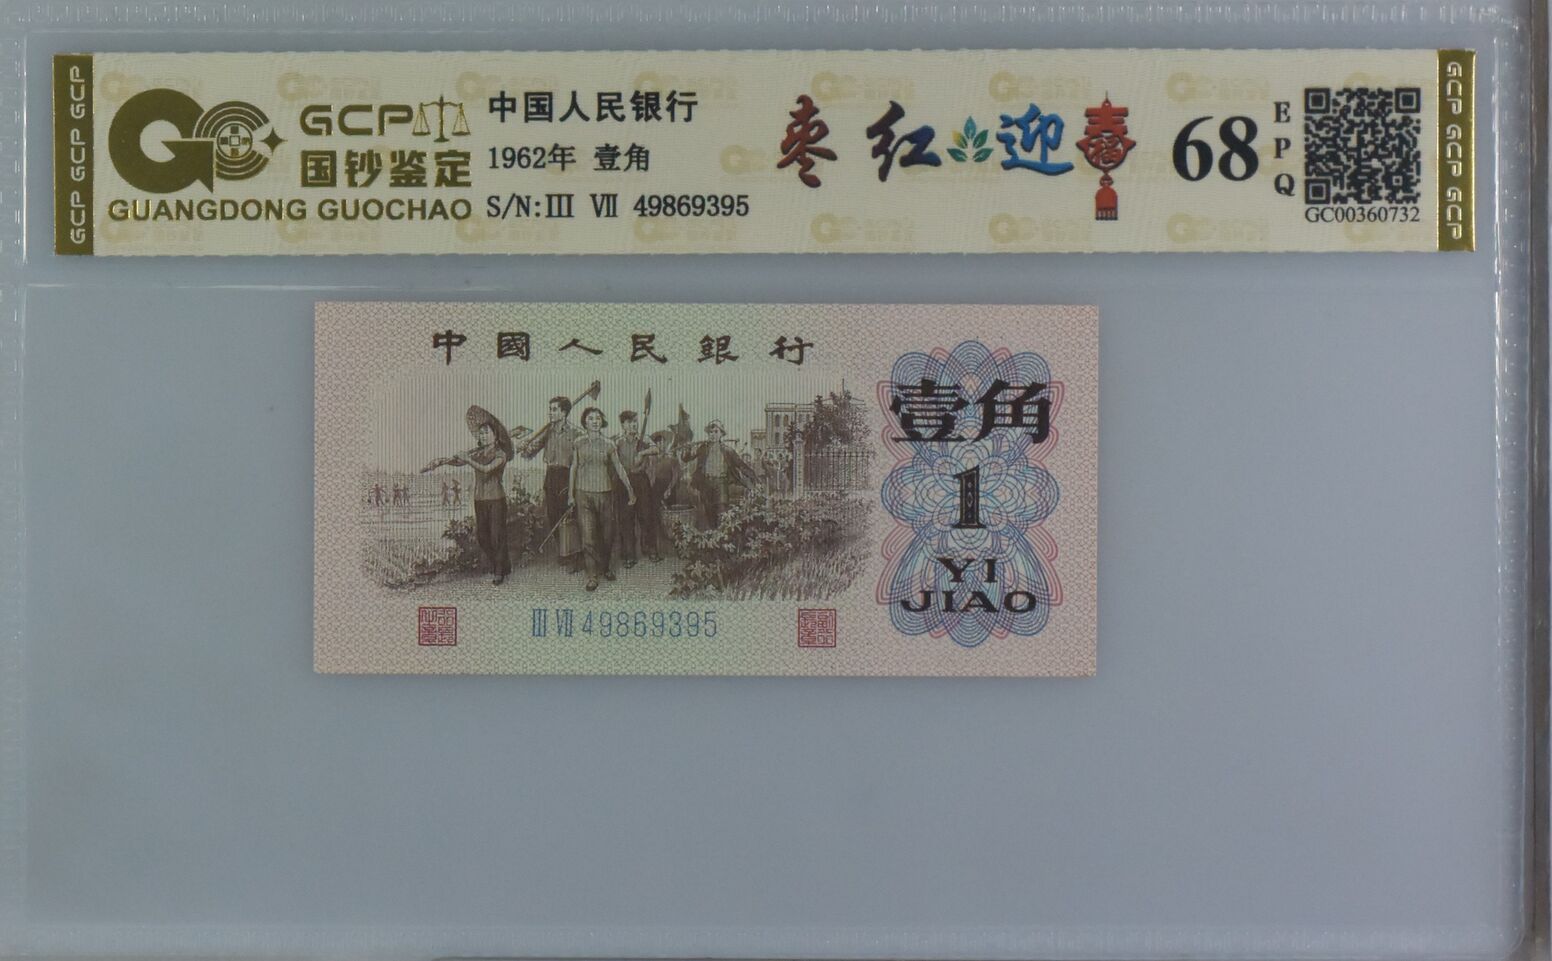 GCP GCP GCP
GCP
国钞鉴定
GUANGDONG GUOCHAO
中国人民银行
1962年 壹角
S/N:III VII 49869395
枣红迎春
福
68
EPQ
GC00360732
GCP GCP GCP
中國人民銀行
壹角
1
YI
JIAO
III VII 49869395